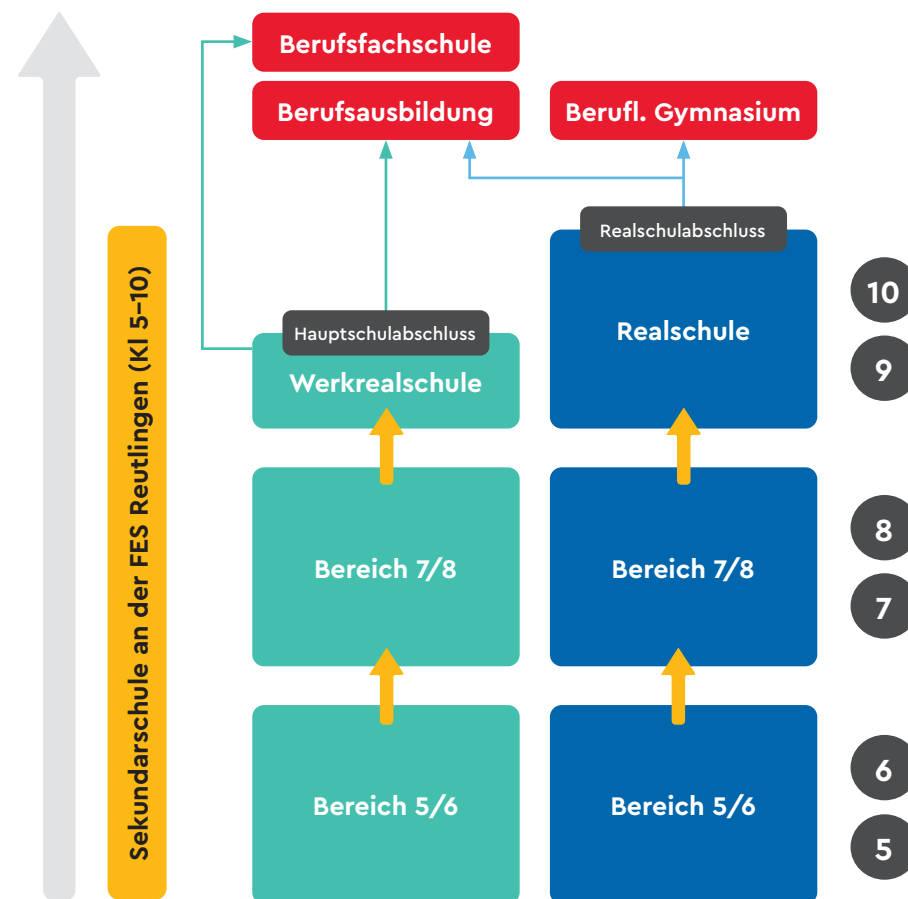 Berufsfachschule
Berufsausbildung
Berufl. Gymnasium
Realschulabschluss
Hauptschulabschluss
Werkrealschule
Realschule
10
9
Sekundarschule an der FES Reutlingen (Kl 5–10)
Bereich 7/8
Bereich 7/8
8
7
Bereich 5/6
Bereich 5/6
6
5